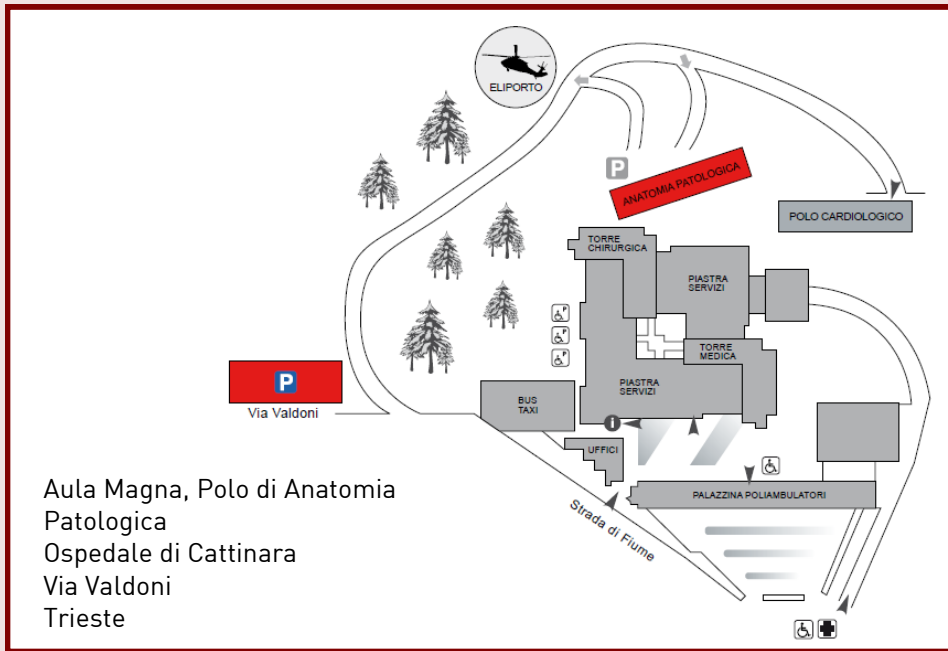 ELIPORTO
P
ANATOMIA PATOLOGICA
POLO CARDIOLOGICO
TORRE
CHIRURGICA
PIASTRA
SERVIZI
P
P
P
TORRE
MEDICA
P
Via Valdoni
PIASTRA
SERVIZI
BUS
TAXI
i
UFFICI
PALAZZINA POLIAMBULATORI
Strada di Fiume
Aula Magna, Polo di Anatomia
Patologica
Ospedale di Cattinara
Via Valdoni
Trieste